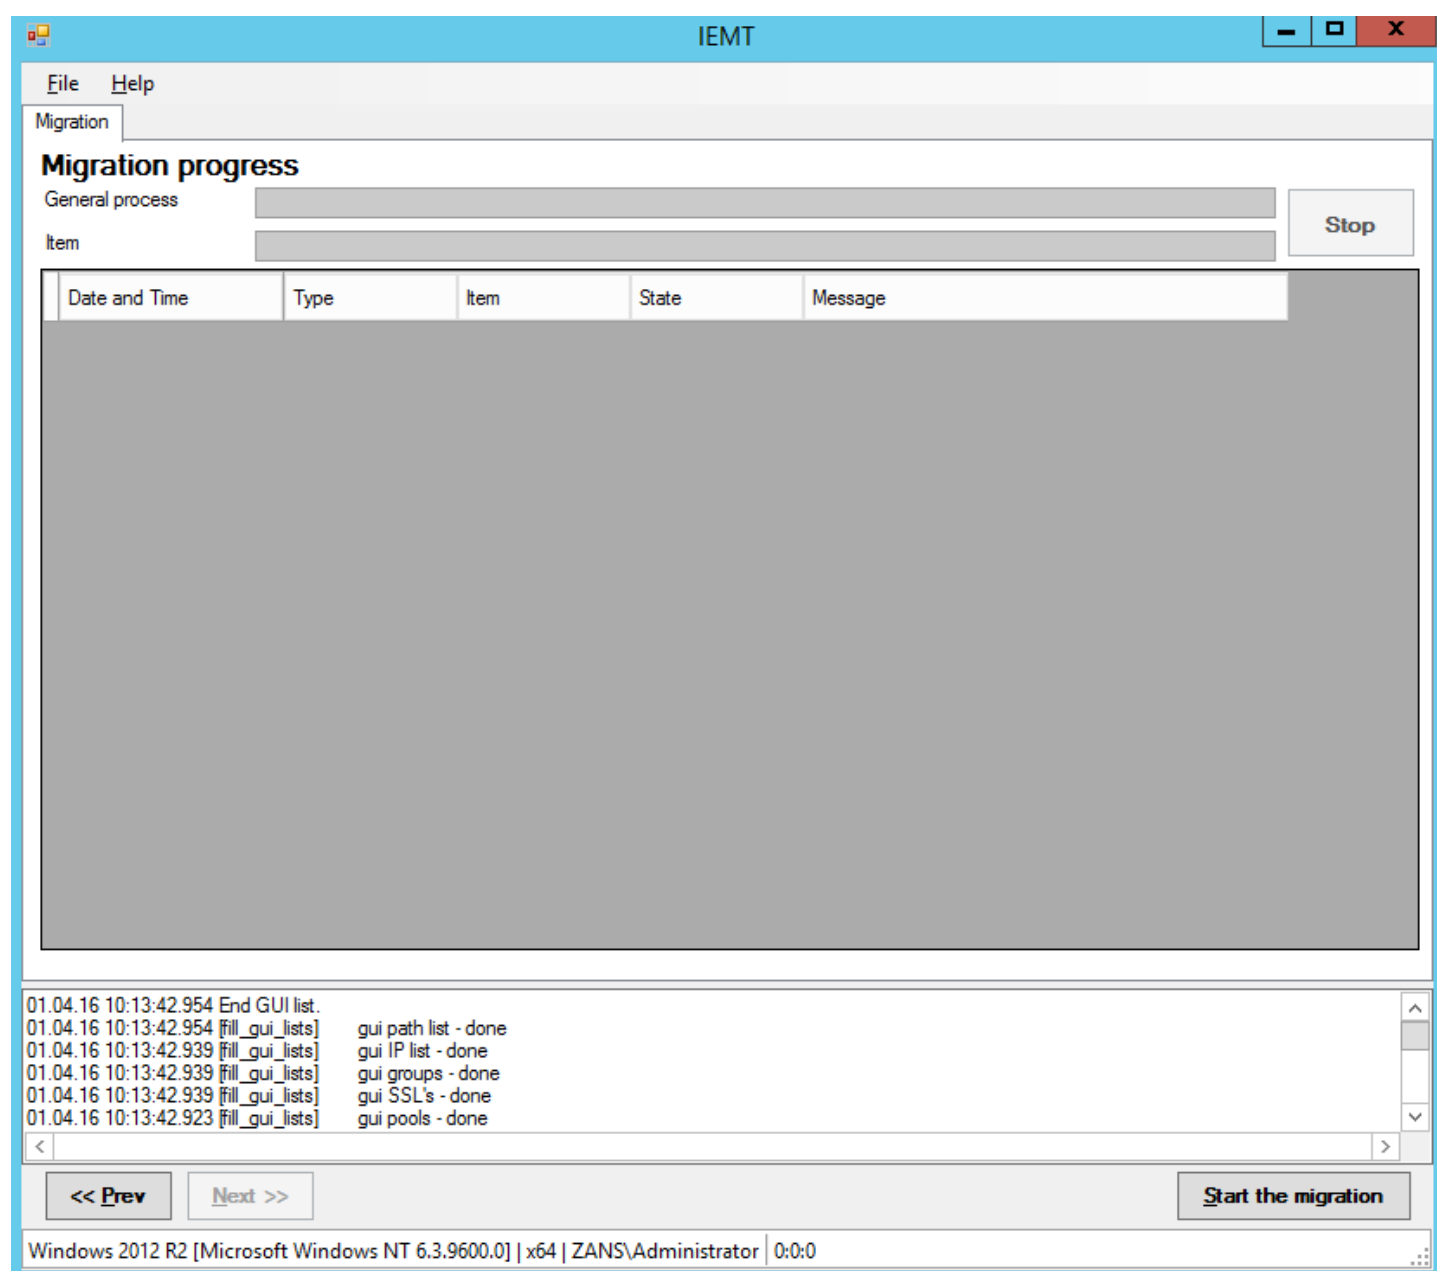 IEMT
File Help
Migration
Migration progress
General process
Stop
Item
Date and Time Type Item State Message
01.04.16 10:13:42.954 End GUI list.
01.04.16 10:13:42.954 [fill_gui_lists] gui path list - done
01.04.16 10:13:42.939 [fill_gui_lists] gui IP list - done
01.04.16 10:13:42.939 [fill_gui_lists] gui groups - done
01.04.16 10:13:42.939 [fill_gui_lists] gui SSL's - done
01.04.16 10:13:42.923 [fill_gui_lists] gui pools - done
<< Prev Next >> Start the migration
Windows 2012 R2 [Microsoft Windows NT 6.3.9600.0] | x64 | ZANS\Administrator 0:0:0